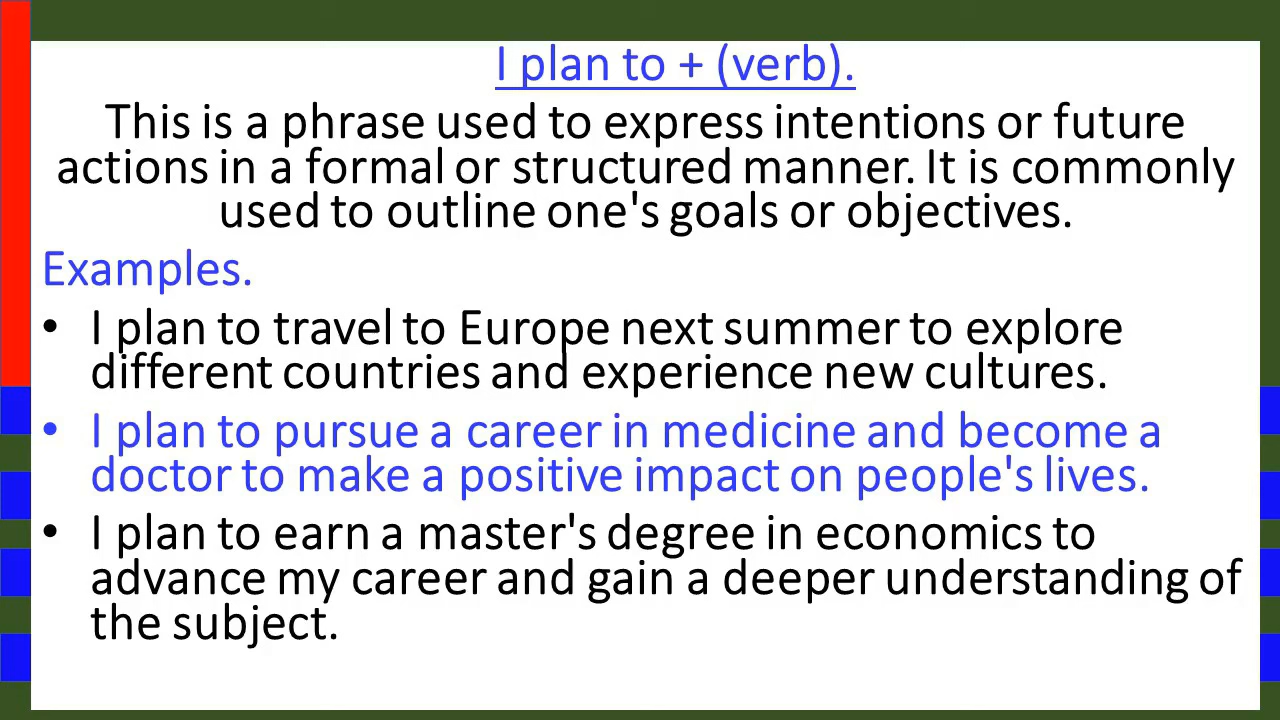 I plan to + (verb).
This is a phrase used to express intentions or future
actions in a formal or structured manner. It is commonly
used to outline one's goals or objectives.
Examples.
• I plan to travel to Europe next summer to explore
different countries and experience new cultures.
• I plan to pursue a career in medicine and become a
doctor to make a positive impact on people's lives.
• I plan to earn a master's degree in economics to
advance my career and gain a deeper understanding of
the subject.